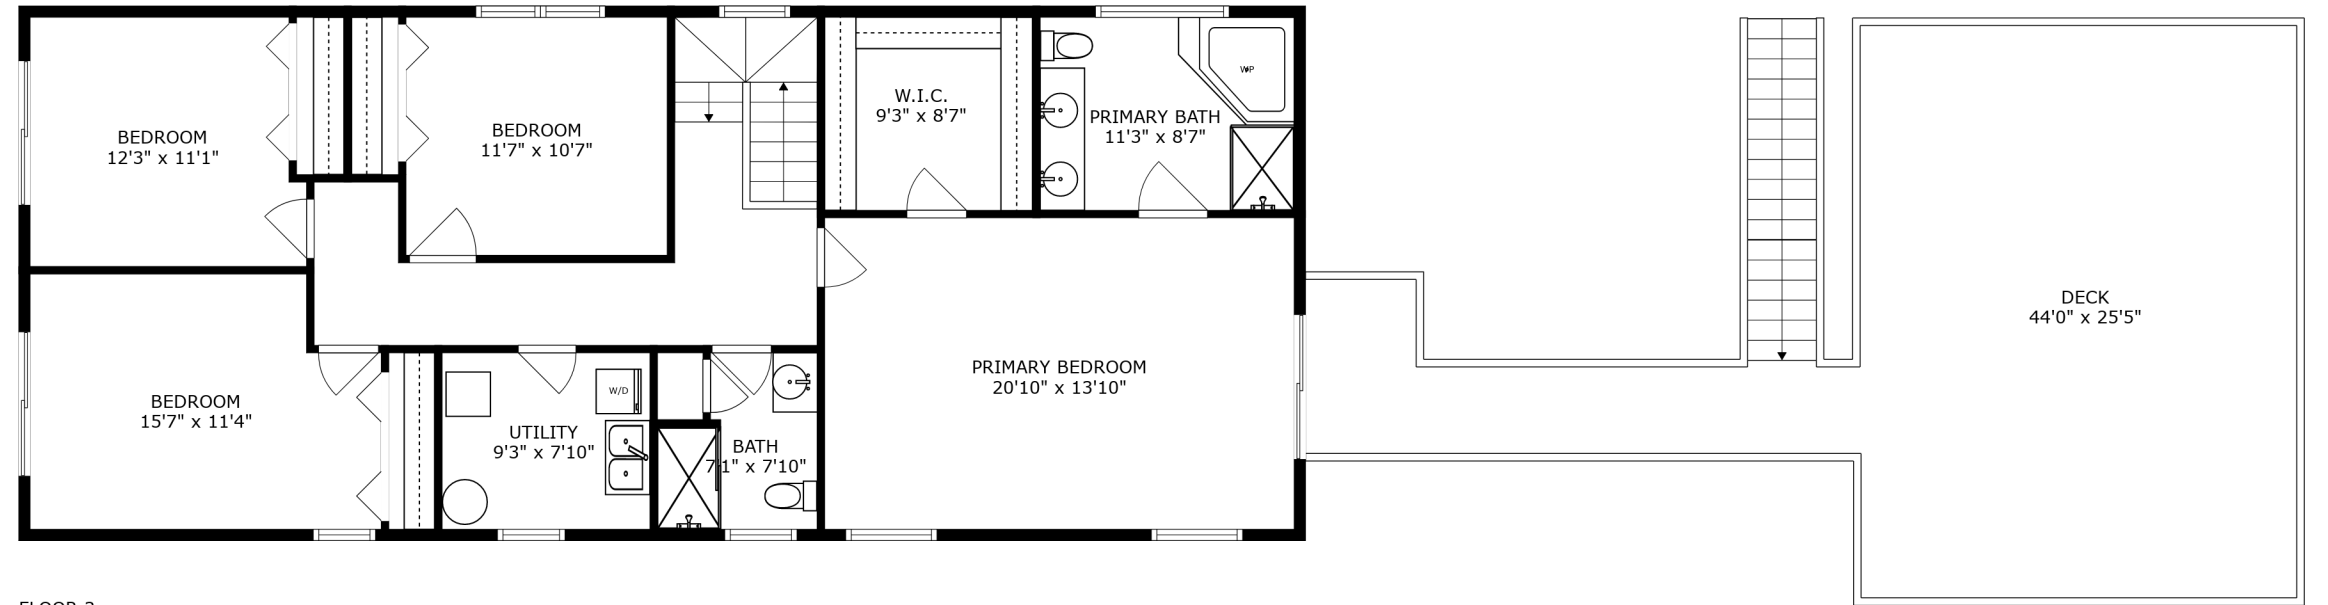 BEDROOM
12'3" x 11'1"
BEDROOM
11'7" x 10'7"
W.I.C.
9'3" x 8'7"
PRIMARY BATH
11'3" x 8'7"
WP
DECK
44'0" x 25'5"
PRIMARY BEDROOM
20'10" x 13'10"
BEDROOM
15'7" x 11'4"
W/D
UTILITY
9'3" x 7'10"
BATH
7'1" x 7'10"